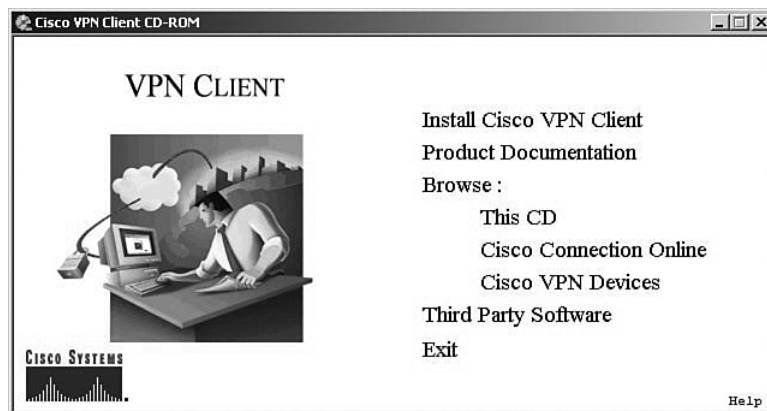 Cisco VPN Client CD-ROM
VPN CLIENT
Install Cisco VPN Client
Product Documentation
Browse :
This CD
Cisco Connection Online
Cisco VPN Devices
Third Party Software
Exit
CISCO SYSTEMS
Help